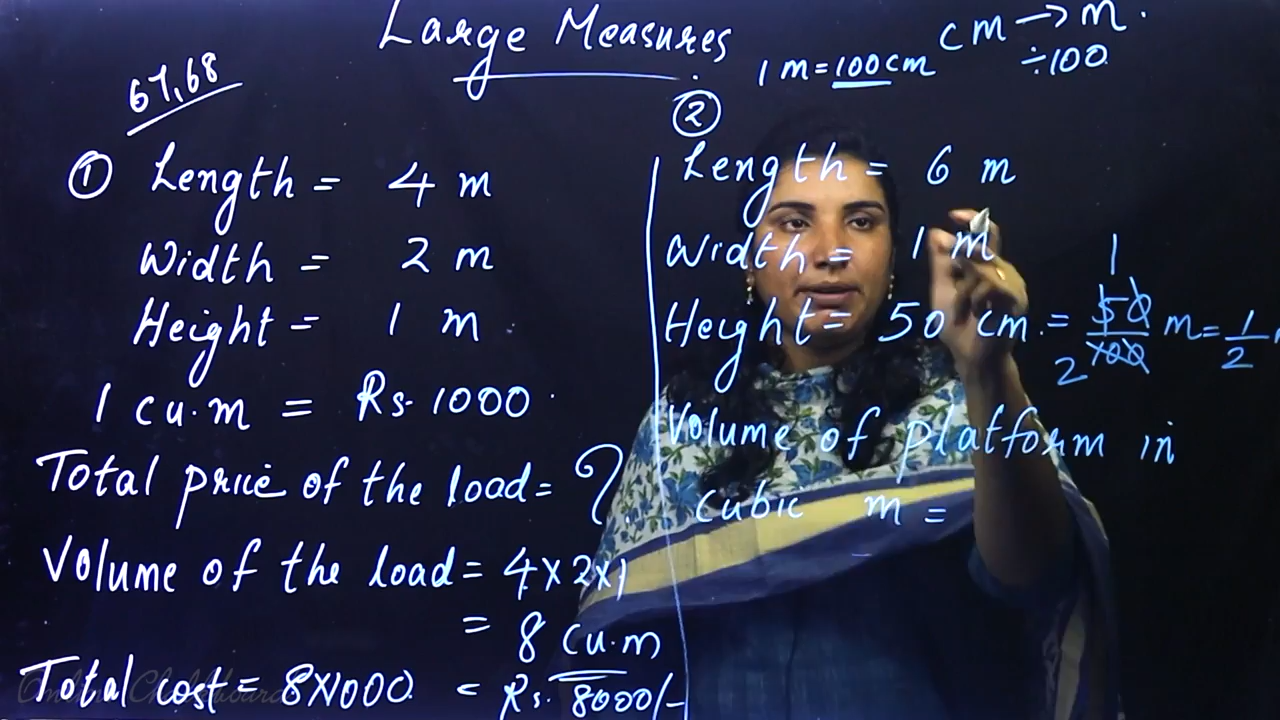 Large Measures
1 m = 100 cm
cm → m.
÷100
67,68
① Length = 4 m
Width = 2 m
Height = 1 m
1 cu.m = Rs. 1000
Total price of the load = ?
Volume of the load = 4 x 2 x 1
= 8 cu.m
Total cost = 8x1000 = Rs. 8000/-
②
Length = 6 m
Width = 1 m
Height = 50 cm. = 50/100 m = 1/2
1
2
Volume of platform in
cubic m =